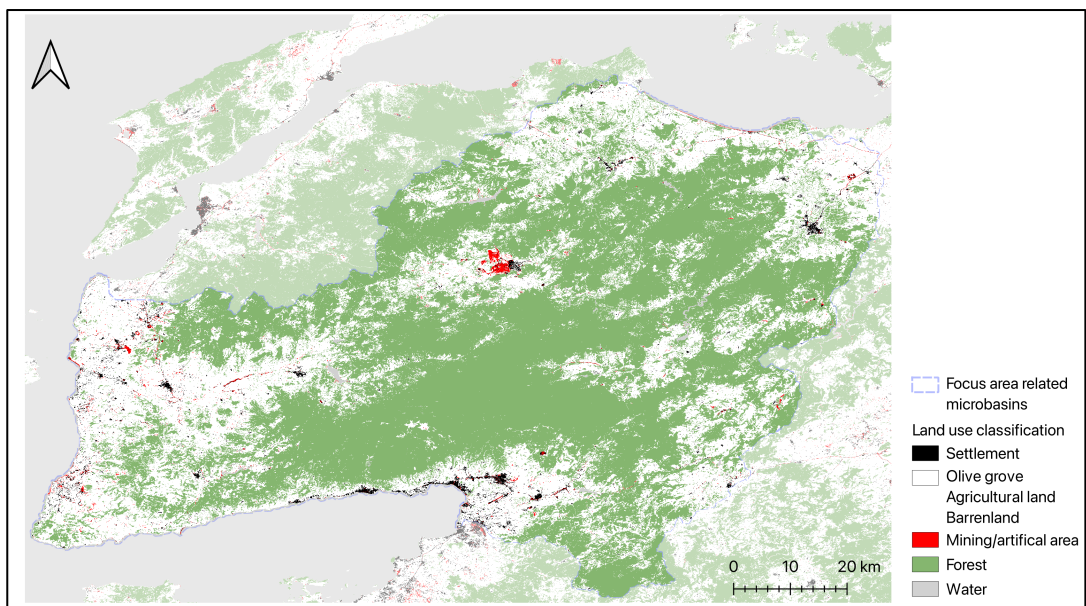 Focus area related
microbasins
Land use classification
Settlement
Olive grove
Agricultural land
Barrenland
Mining/artifical area
Forest
Water
0 10 20 km